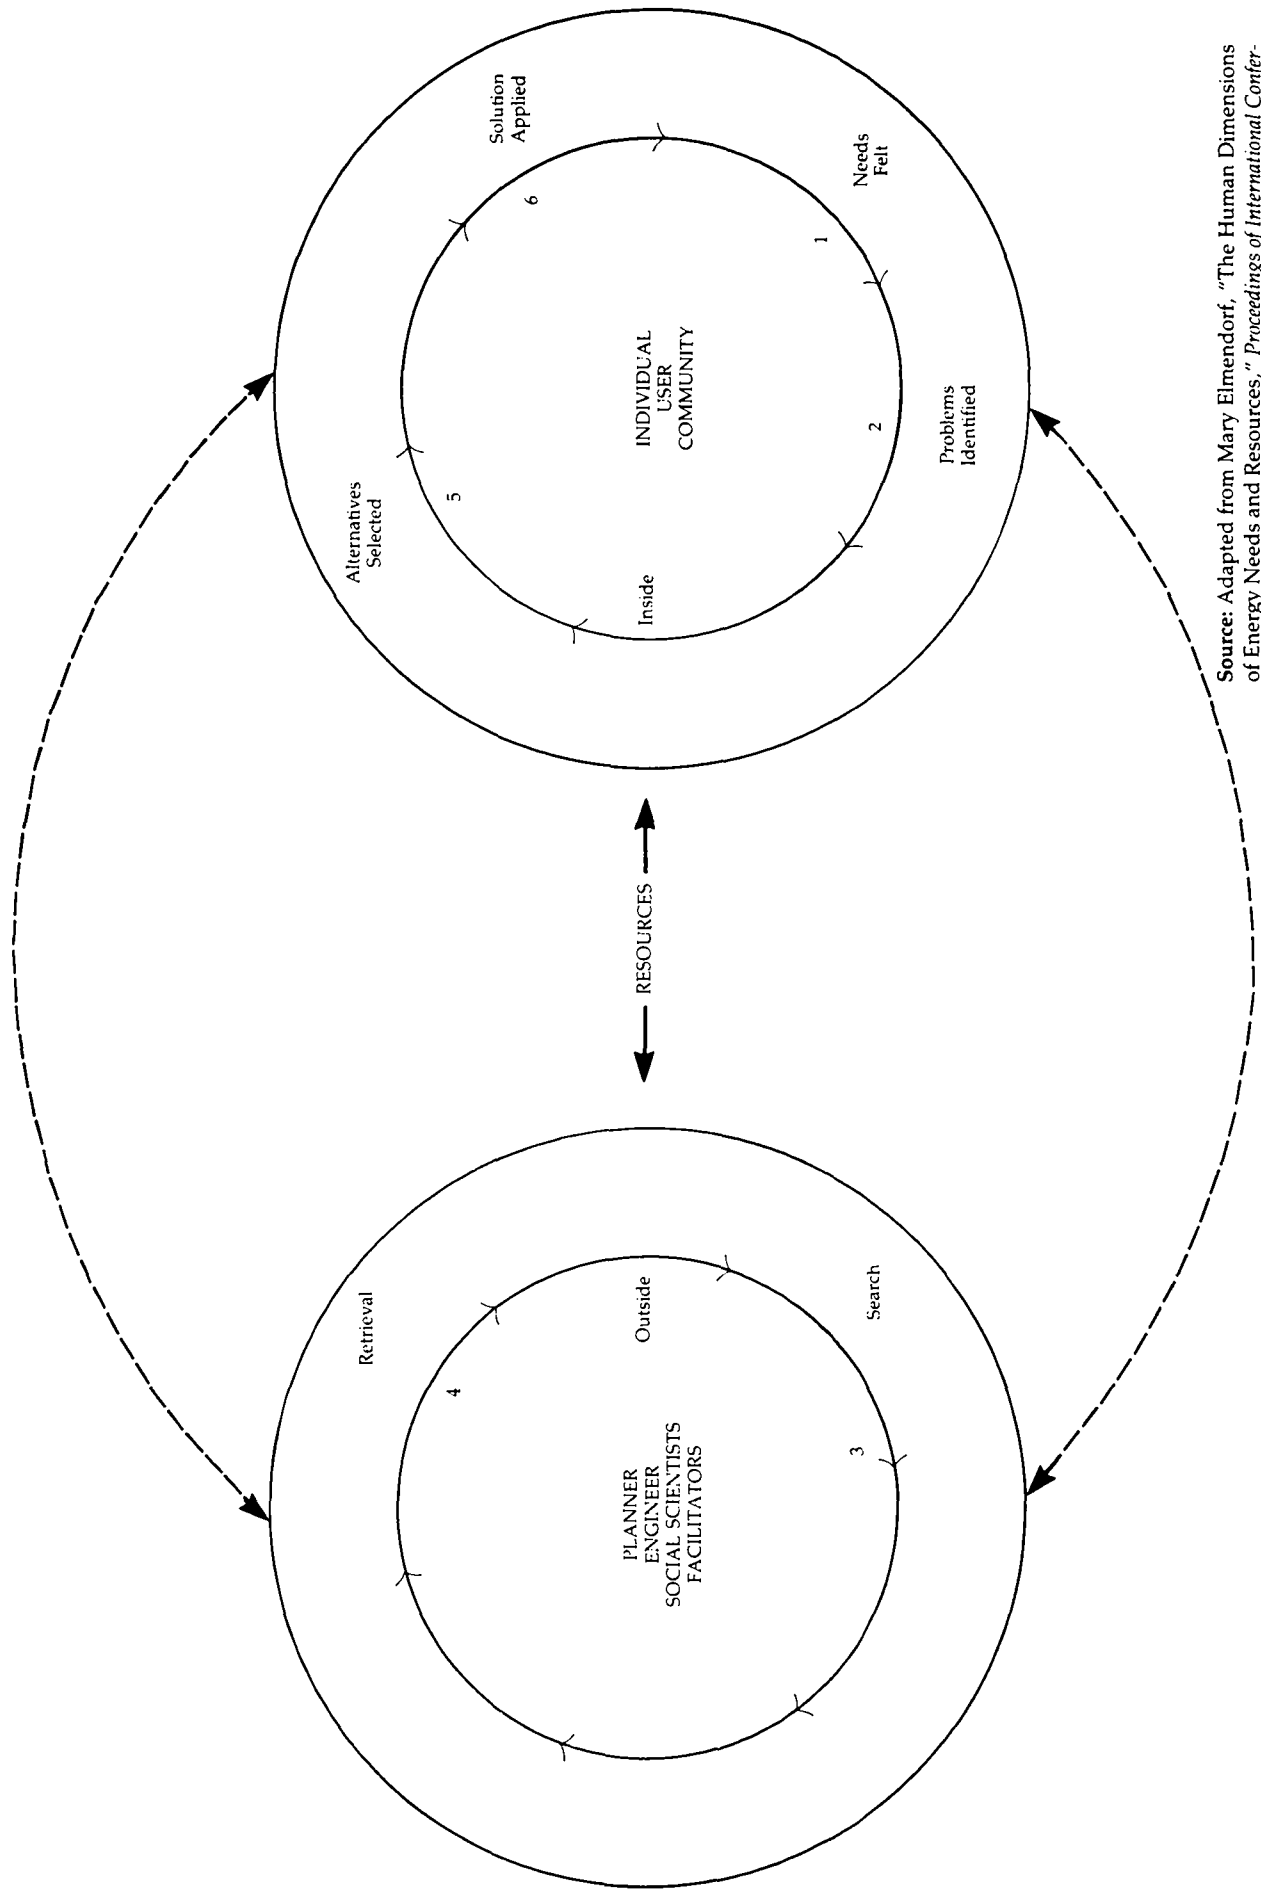 Retrieval
4
PLANNER
ENGINEER
SOCIAL SCIENTISTS
FACILITATORS
Outside
3
Search
RESOURCES
Alternatives
Selected
5
Solution
Applied
6
Inside
INDIVIDUAL
USER
COMMUNITY
1
Needs
Felt
2
Problems
Identified
Source: Adapted from Mary Elmendorf, "The Human Dimensions
of Energy Needs and Resources," Proceedings of International Confer-